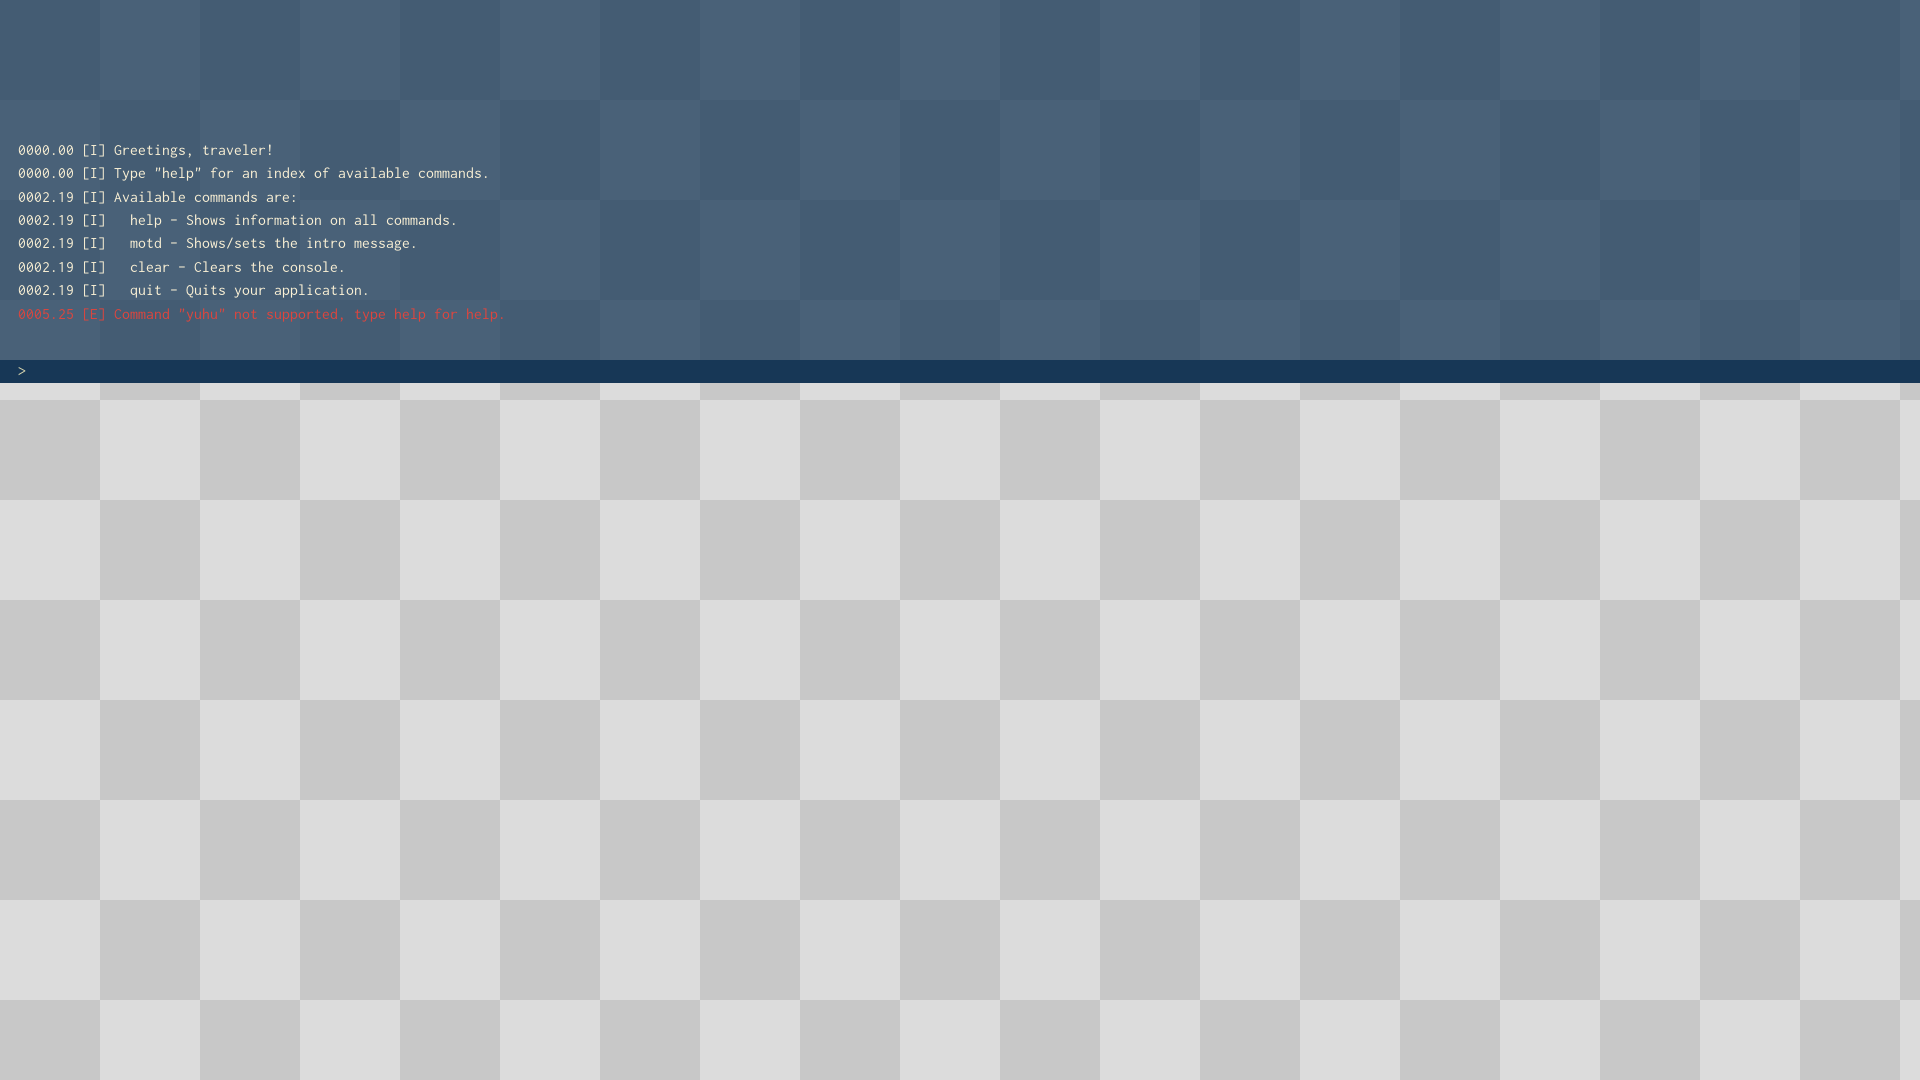 0000.00 [I] Greetings, traveler!
0000.00 [I] Type "help" for an index of available commands.
0002.19 [I] Available commands are:
0002.19 [I]   help – Shows information on all commands.
0002.19 [I]   motd – Shows/sets the intro message.
0002.19 [I]   clear – Clears the console.
0002.19 [I]   quit – Quits your application.
0005.25 [E] Command "yuhu" not supported, type help for help.
>